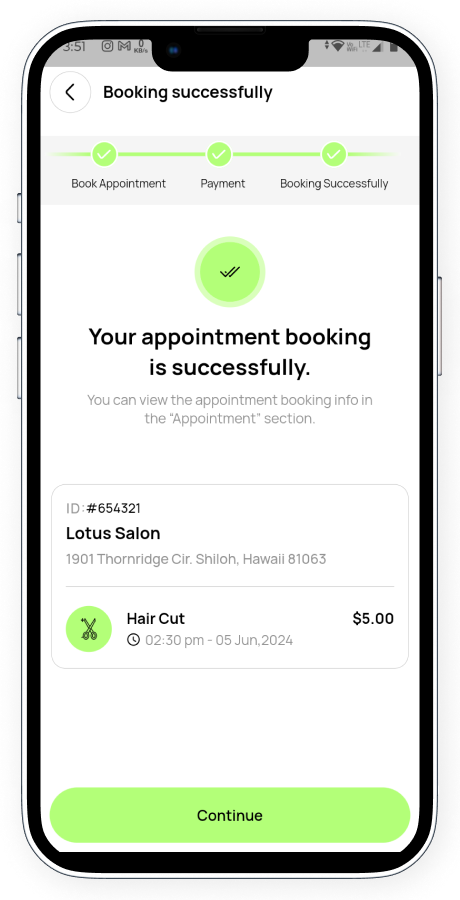 3:51 0 KB/s Vo WiFi LTE
Booking successfully
Book Appointment Payment Booking Successfully
Your appointment booking
is successfully.
You can view the appointment booking info in
the “Appointment” section.
ID:#654321
Lotus Salon
1901 Thornridge Cir. Shiloh, Hawaii 81063
Hair Cut $5.00
02:30 pm - 05 Jun,2024
Continue